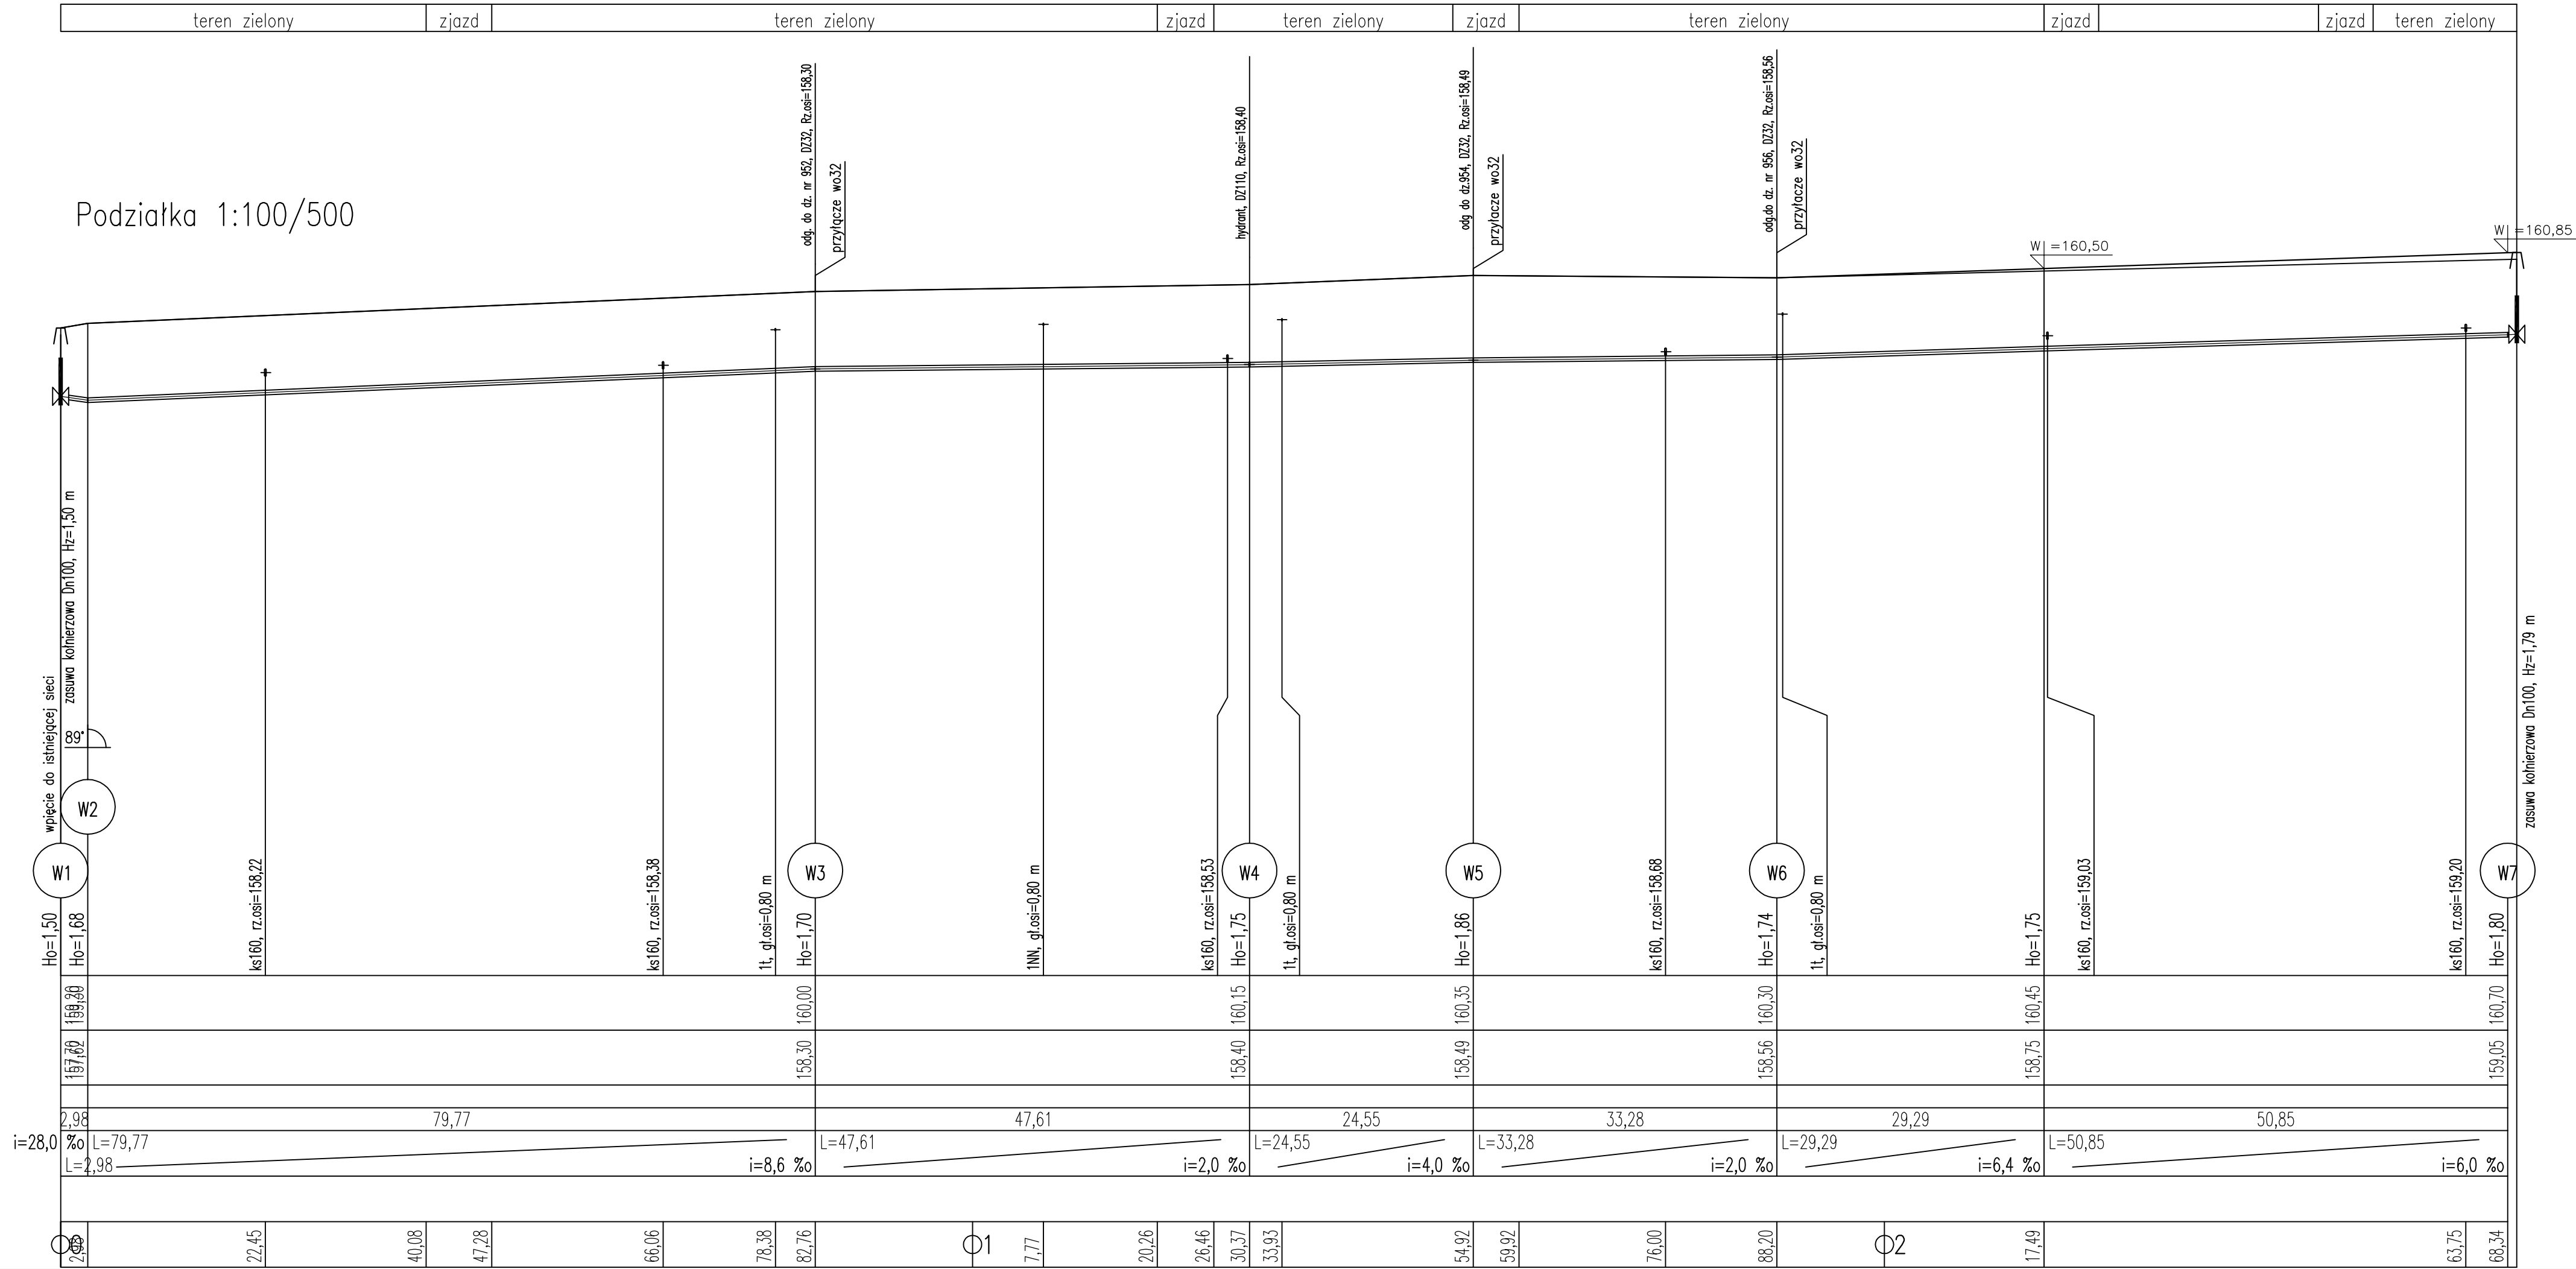 teren zielony
zjazd
teren zielony
zjazd
teren zielony
zjazd
teren zielony
zjazd
zjazd
teren zielony
Podziałka 1:100/500
odg. do dz. nr 952, DZ32, Rz.osi=158,30
przyłącze wo32
hydrant, DZ110, Rz.osi=158,40
odg do dz.954, DZ32, Rz.osi=158,49
przyłacze wo32
odg.do dz. nr 956, DZ32, Rz.osi=158,56
przyłacze wo32
W| =160,50
W| =160,85
wpięcie do istniejącej sieci
zasuwa kołnierzowa Dn100, Hz=1,50 m
89°
zasuwa kołnierzowa Dn100, Hz=1,79 m
W1
W2
W3
W4
W5
W6
W7
Ho=1,50
Ho=1,68
ks160, rz.osi=158,22
ks160, rz.osi=158,38
1t, gł.osi=0,80 m
Ho=1,70
1NN, gł.osi=0,80 m
ks160, rz.osi=158,53
Ho=1,75
1t, gł.osi=0,80 m
Ho=1,86
ks160, rz.osi=158,68
Ho=1,74
1t, gł.osi=0,80 m
Ho=1,75
ks160, rz.osi=159,03
ks160, rz.osi=159,20
Ho=1,80
160,00
160,15
160,35
160,30
160,45
160,70
158,30
158,40
158,49
158,56
158,75
159,05
2,98
79,77
47,61
24,55
33,28
29,29
50,85
i=28,0 ‰
L=2,98
L=79,77
i=8,6 ‰
L=47,61
i=2,0 ‰
L=24,55
i=4,0 ‰
L=33,28
i=2,0 ‰
L=29,29
i=6,4 ‰
L=50,85
i=6,0 ‰
22,45
40,08
47,28
66,06
78,38
82,76
1
7,77
20,26
26,46
30,37
33,93
54,92
59,92
76,00
88,20
2
17,49
63,75
68,34